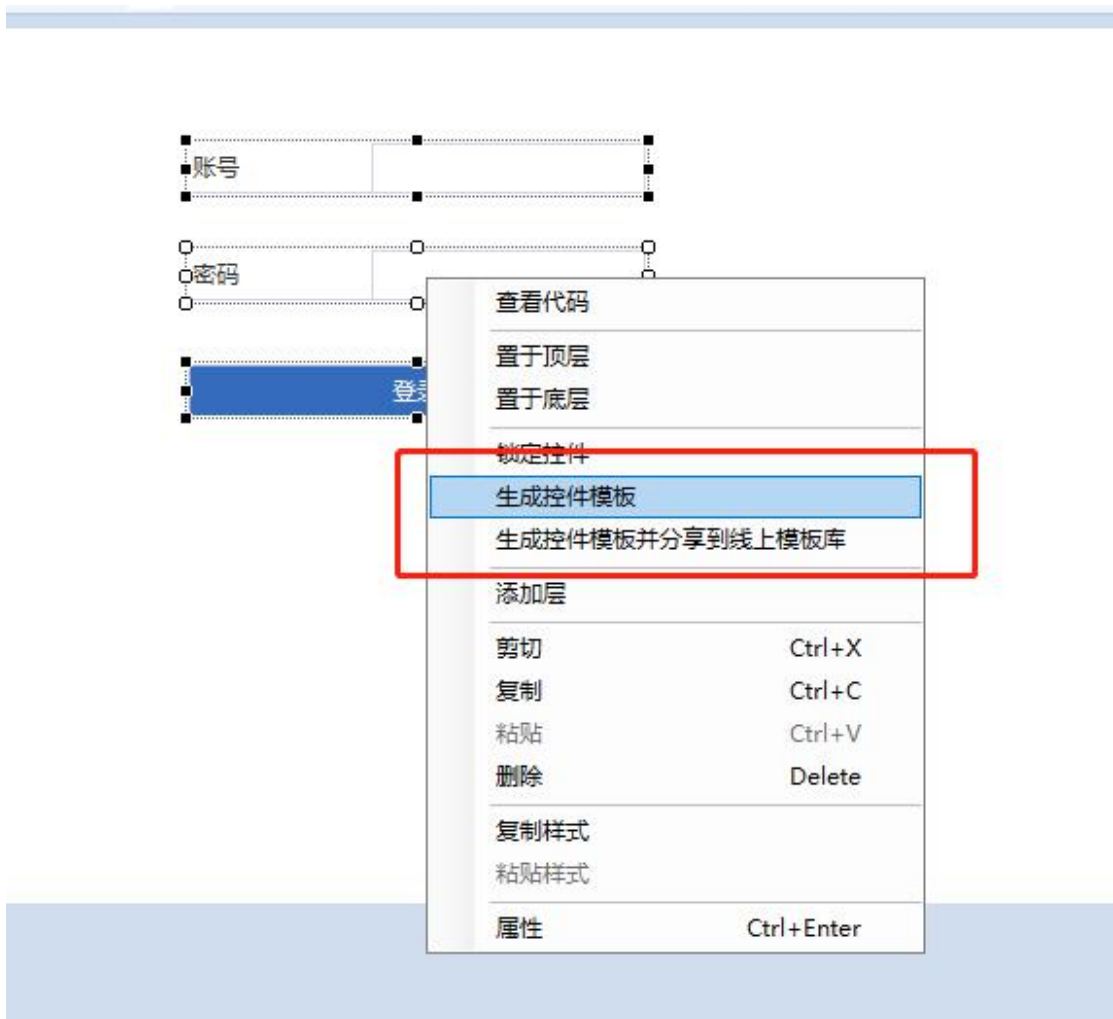 账号
密码
登录
查看代码
置于顶层
置于底层
锁定控件
生成控件模板
生成控件模板并分享到线上模板库
添加层
剪切 Ctrl+X
复制 Ctrl+C
粘贴 Ctrl+V
删除 Delete
复制样式
粘贴样式
属性 Ctrl+Enter